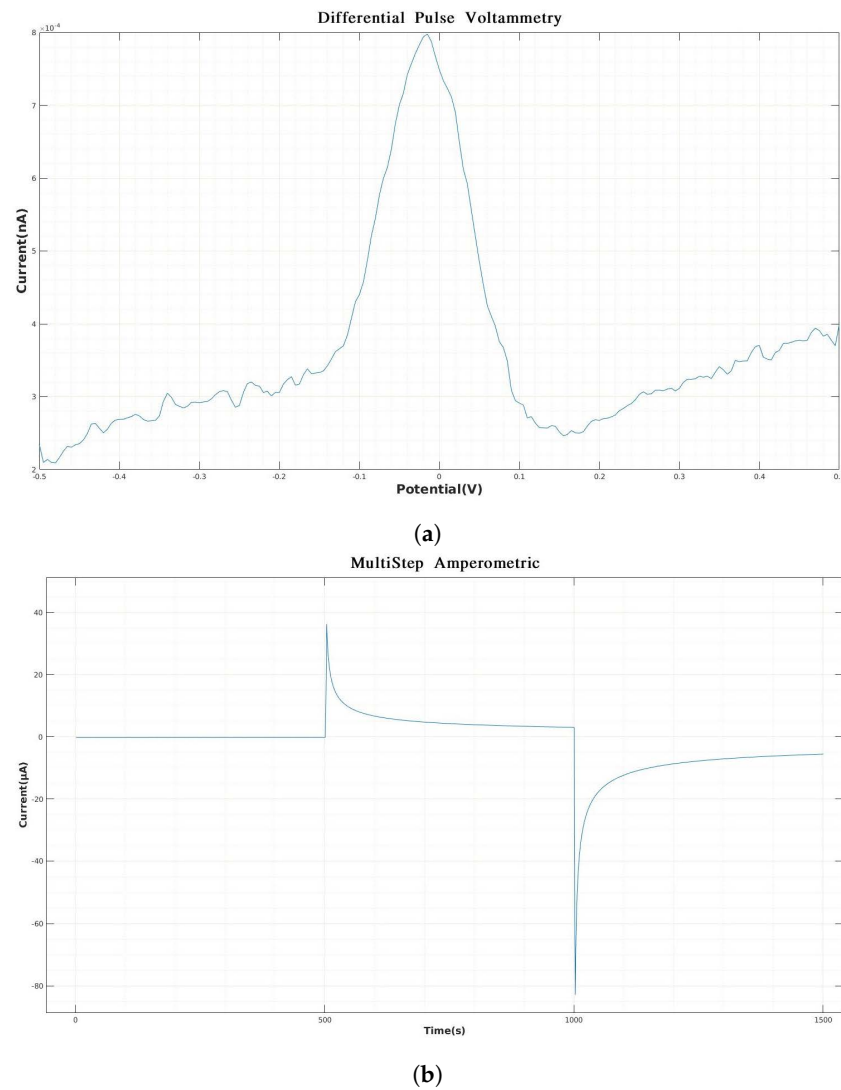 Differential Pulse Voltammetry
×10⁻⁴
8
7
6
5
4
3
2
Current(nA)
-0.5 -0.4 -0.3 -0.2 -0.1 0 0.1 0.2 0.3 0.4 0.
Potential(V)
(a)
MultiStep Amperometric
40
20
0
-20
-40
-60
-80
Current(µA)
0 500 1000 1500
Time(s)
(b)